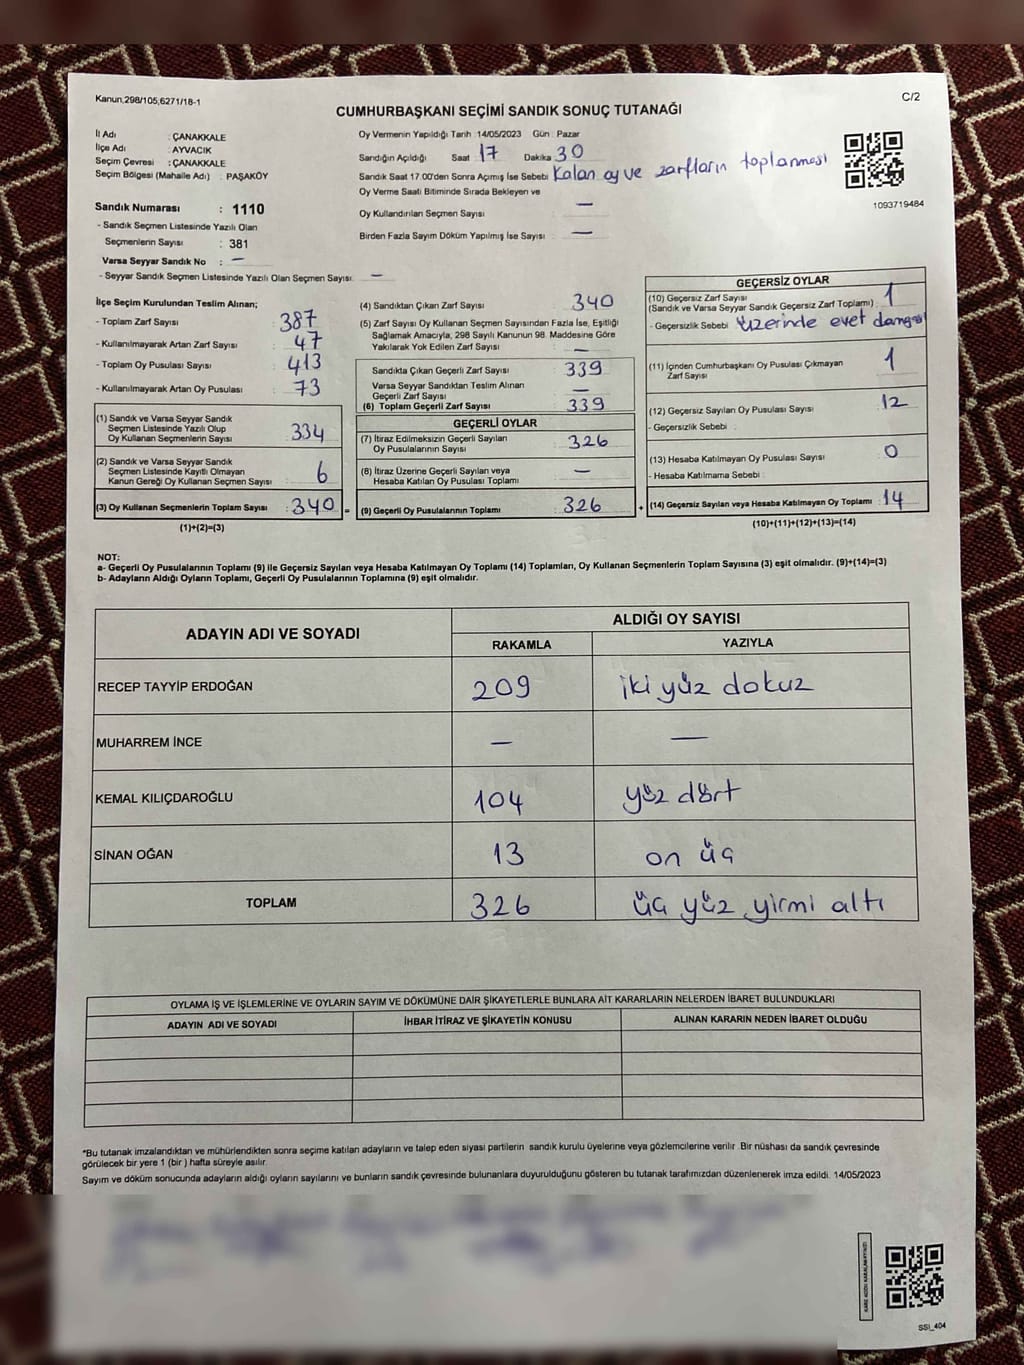 Kanun,298/105,6271/18-1
C/2
CUMHURBAŞKANI SEÇİMİ SANDIK SONUÇ TUTANAĞI
İl Adı : ÇANAKKALE
İlçe Adı : AYVACIK
Seçim Çevresi : ÇANAKKALE
Seçim Bölgesi (Mahalle Adı) : PAŞAKÖY
Sandık Numarası : 1110
- Sandık Seçmen Listesinde Yazılı Olan
Seçmenlerin Sayısı : 381
Varsa Seyyar Sandık No : —
- Seyyar Sandık Seçmen Listesinde Yazılı Olan Seçmen Sayısı: —
Oy Vermenin Yapıldığı Tarih : 14/05/2023 Gün : Pazar
Sandığın Açıldığı Saat 17 Dakika 30
Sandık Saat 17.00'den Sonra Açımış İse Sebebi Kalan oy ve zarfların toplanması
Oy Verme Saati Bitiminde Sırada Bekleyen ve
Oy Kullandırılan Seçmen Sayısı —
Birden Fazla Sayım Döküm Yapılmış İse Sayısı : —
1093719484
İlçe Seçim Kurulundan Teslim Alınan;
- Toplam Zarf Sayısı : 387
- Kullanılmayarak Artan Zarf Sayısı : 47
- Toplam Oy Pusulası Sayısı : 413
- Kullanılmayarak Artan Oy Pusulası : 73
(1) Sandık ve Varsa Seyyar Sandık
Seçmen Listesinde Yazılı Olup
Oy Kullanan Seçmenlerin Sayısı : 334
(2) Sandık ve Varsa Seyyar Sandık
Seçmen Listesinde Kayıtlı Olmayan
Kanun Gereği Oy Kullanan Seçmen Sayısı : 6
(3) Oy Kullanan Seçmenlerin Toplam Sayısı : 340 =
(1)+(2)=(3)
(4) Sandıktan Çıkan Zarf Sayısı 340
(5) Zarf Sayısı Oy Kullanan Seçmen Sayısından Fazla İse, Eşitliği
Sağlamak Amacıyla, 298 Sayılı Kanunun 98. Maddesine Göre
Yakılarak Yok Edilen Zarf Sayısı : —
Sandıkta Çıkan Geçerli Zarf Sayısı : 339
Varsa Seyyar Sandıktan Teslim Alınan
Geçerli Zarf Sayısı : —
(6) Toplam Geçerli Zarf Sayısı : 339
GEÇERLİ OYLAR
(7) İtiraz Edilmeksizin Geçerli Sayılan
Oy Pusulalarının Sayısı : 326
(8) İtiraz Üzerine Geçerli Sayılan veya
Hesaba Katılan Oy Pusulası Toplamı : —
(9) Geçerli Oy Pusulalarının Toplamı : 326 +
GEÇERSİZ OYLAR
(10) Geçersiz Zarf Sayısı
(Sandık ve Varsa Seyyar Sandık Geçersiz Zarf Toplamı) : 1
- Geçersizlik Sebebi : Üzerinde evet damgası
(11) İçinden Cumhurbaşkanı Oy Pusulası Çıkmayan
Zarf Sayısı : 1
(12) Geçersiz Sayılan Oy Pusulası Sayısı : 12
- Geçersizlik Sebebi :
(13) Hesaba Katılmayan Oy Pusulası Sayısı : 0
- Hesaba Katılmama Sebebi :
(14) Geçersiz Sayılan veya Hesaba Katılmayan Oy Toplamı : 14
(10)+(11)+(12)+(13)=(14)
NOT:
a- Geçerli Oy Pusulalarının Toplamı (9) ile Geçersiz Sayılan veya Hesaba Katılmayan Oy Toplamı (14) Toplamları, Oy Kullanan Seçmenlerin Toplam Sayısına (3) eşit olmalıdır. (9)+(14)=(3)
b- Adayların Aldığı Oyların Toplamı, Geçerli Oy Pusulalarının Toplamına (9) eşit olmalıdır.
ADAYIN ADI VE SOYADI ALDIĞI OY SAYISI
RAKAMLA YAZIYLA
RECEP TAYYİP ERDOĞAN 209 iki yüz dokuz
MUHARREM İNCE — —
KEMAL KILIÇDAROĞLU 104 yüz dört
SİNAN OĞAN 13 on üç
TOPLAM 326 üç yüz yirmi altı
OYLAMA İŞ VE İŞLEMLERİNE VE OYLARIN SAYIM VE DÖKÜMÜNE DAİR ŞİKAYETLERLE BUNLARA AİT KARARLARIN NELERDEN İBARET BULUNDUKLARI
ADAYIN ADI VE SOYADI İHBAR İTİRAZ VE ŞİKAYETİN KONUSU ALINAN KARARIN NEDEN İBARET OLDUĞU
*Bu tutanak imzalandıktan ve mühürlendikten sonra seçime katılan adayların ve talep eden siyasi partilerin sandık kurulu üyelerine veya gözlemcilerine verilir. Bir nüshası da sandık çevresinde
görülecek bir yere 1 (bir) hafta süreyle asılır.
Sayım ve döküm sonucunda adayların aldığı oyların sayılarını ve bunların sandık çevresinde bulunanlara duyurulduğunu gösteren bu tutanak tarafımızdan düzenlenerek imza edildi. 14/05/2023
SSI_404